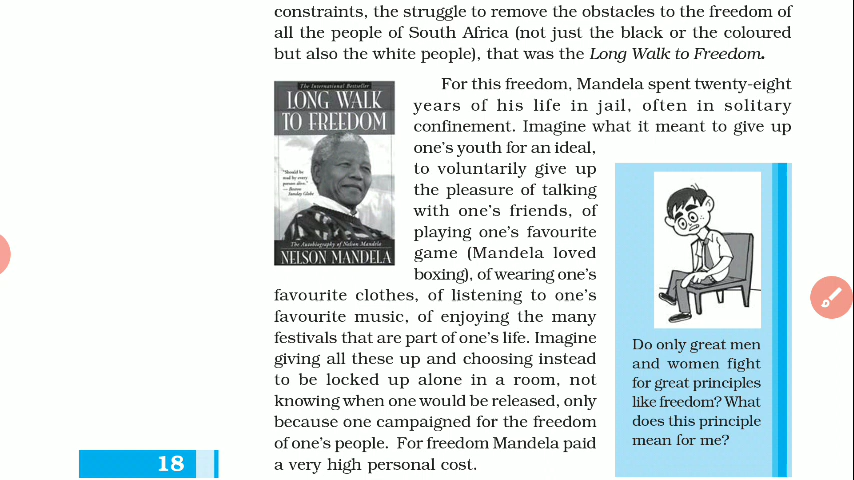 constraints, the struggle to remove the obstacles to the freedom of
all the people of South Africa (not just the black or the coloured
but also the white people), that was the Long Walk to Freedom.
The International Bestseller
LONG WALK
TO FREEDOM
"Should be
read by every
person alive."
— Boston
Sunday Globe
The Autobiography of Nelson Mandela
NELSON MANDELA
For this freedom, Mandela spent twenty-eight
years of his life in jail, often in solitary
confinement. Imagine what it meant to give up
one's youth for an ideal,
to voluntarily give up
the pleasure of talking
with one's friends, of
playing one's favourite
game (Mandela loved
boxing), of wearing one's
favourite clothes, of listening to one's
favourite music, of enjoying the many
festivals that are part of one's life. Imagine
giving all these up and choosing instead
to be locked up alone in a room, not
knowing when one would be released, only
because one campaigned for the freedom
of one's people. For freedom Mandela paid
a very high personal cost.
Do only great men
and women fight
for great principles
like freedom? What
does this principle
mean for me?
18